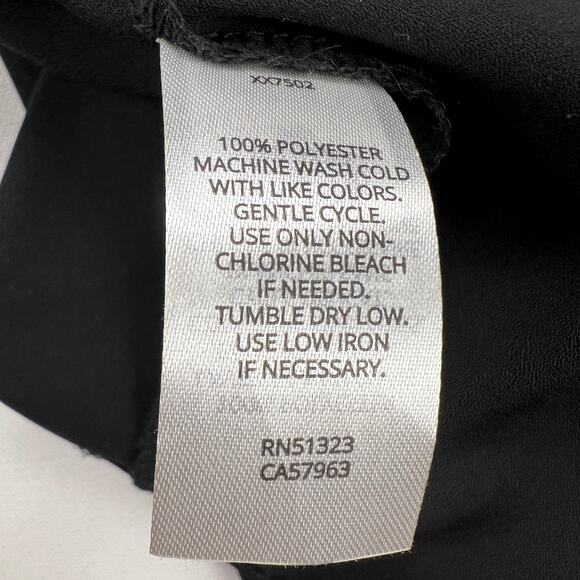 XX7502
100% POLYESTER
MACHINE WASH COLD
WITH LIKE COLORS.
GENTLE CYCLE.
USE ONLY NON-
CHLORINE BLEACH
IF NEEDED.
TUMBLE DRY LOW.
USE LOW IRON
IF NECESSARY.
RN51323
CA57963